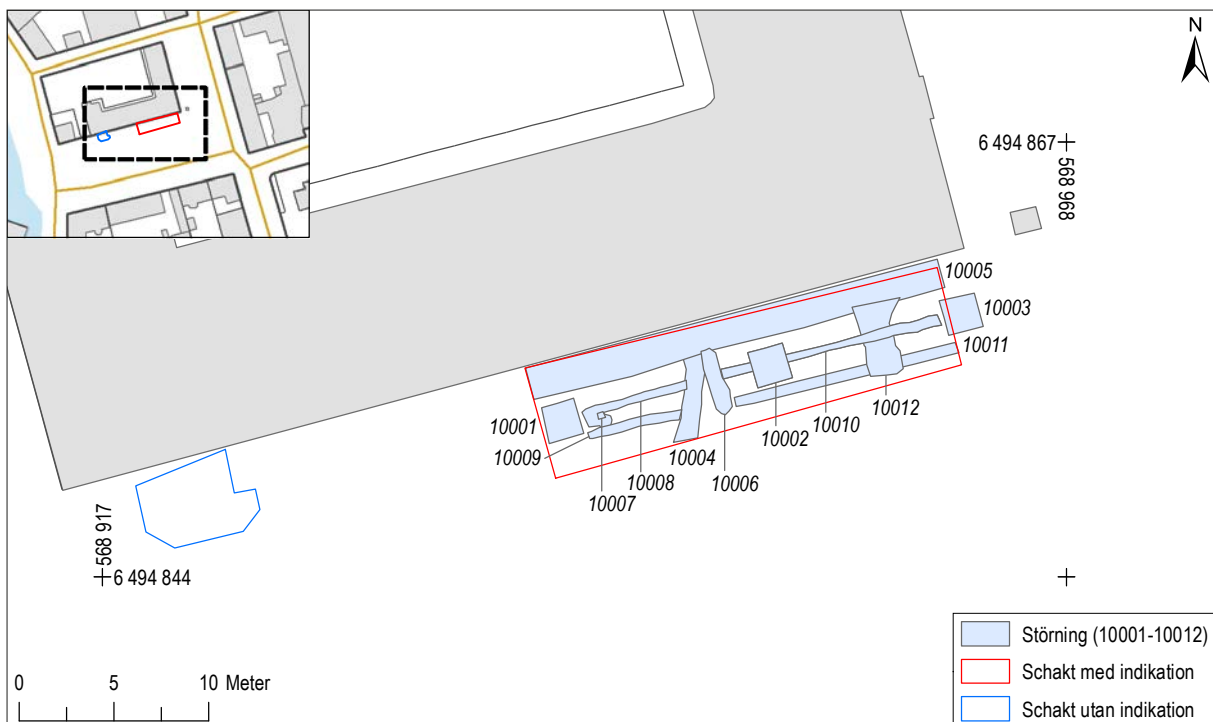 N
6 494 867
568 968
10005
10003
10011
10001
10012
10010
10002
10009
10004
10006
10008
10007
568 917
6 494 844
Störning (10001-10012)
Schakt med indikation
Schakt utan indikation
0 5 10 Meter